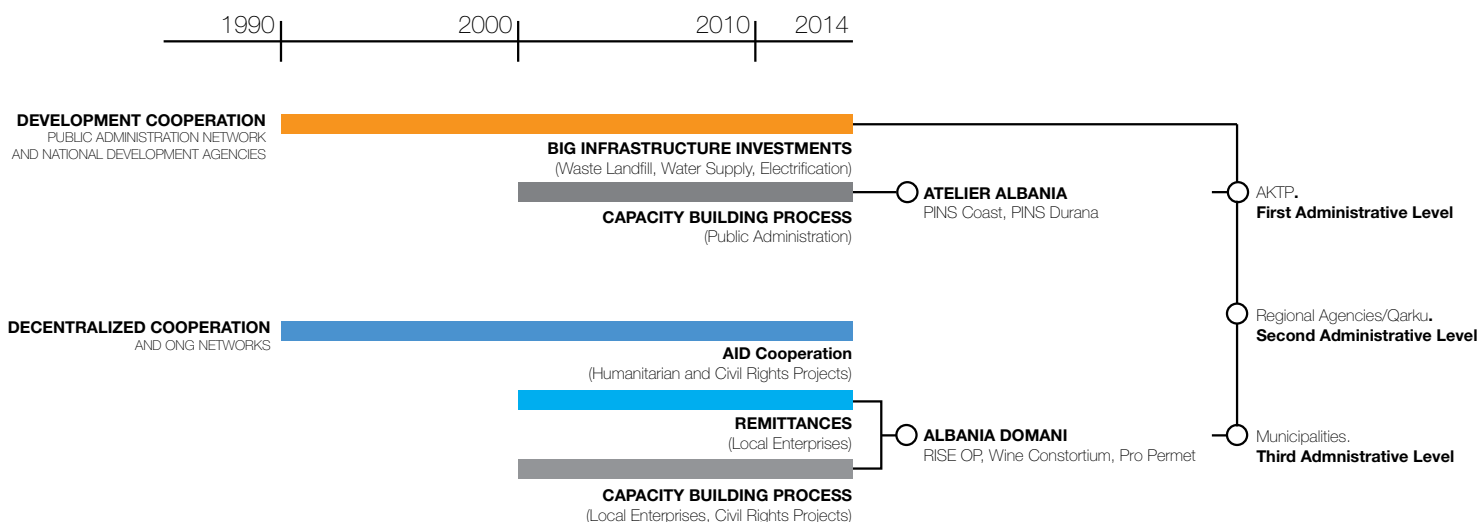 1990 2000 2010 2014
DEVELOPMENT COOPERATION
PUBLIC ADMINISTRATION NETWORK
AND NATIONAL DEVELOPMENT AGENCIES
BIG INFRASTRUCTURE INVESTMENTS
(Waste Landfill, Water Supply, Electrification)
CAPACITY BUILDING PROCESS
(Public Administration)
ATELIER ALBANIA
PINS Coast, PINS Durana
AKTP.
First Administrative Level
Regional Agencies/Qarku.
Second Administrative Level
DECENTRALIZED COOPERATION
AND ONG NETWORKS
AID Cooperation
(Humanitarian and Civil Rights Projects)
REMITTANCES
(Local Enterprises)
CAPACITY BUILDING PROCESS
(Local Enterprises, Civil Rights Projects)
ALBANIA DOMANI
RISE OP, Wine Constortium, Pro Permet
Municipalities.
Third Admnistrative Level